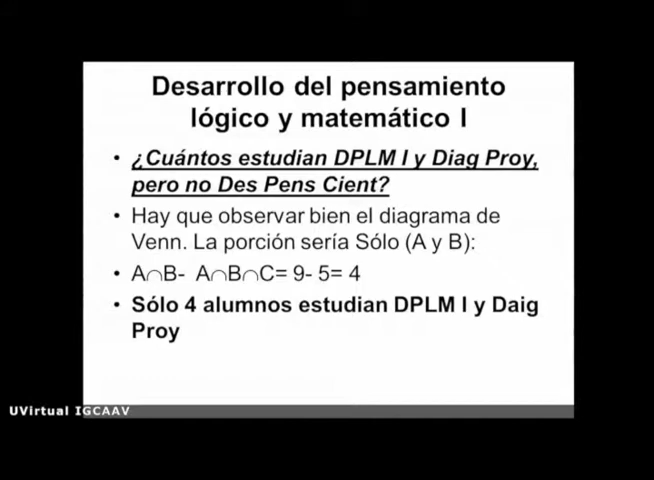 Desarrollo del pensamiento
lógico y matemático I
• ¿Cuántos estudian DPLM I y Diag Proy,
pero no Des Pens Cient?
• Hay que observar bien el diagrama de
Venn. La porción sería Sólo (A y B):
• A∩B- A∩B∩C= 9- 5= 4
• Sólo 4 alumnos estudian DPLM I y Daig
Proy
UVirtual IGCAAV